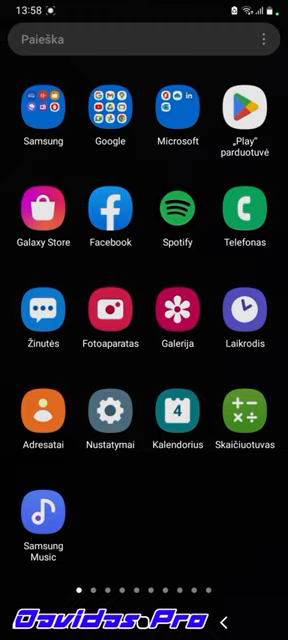 13:58
Paieška
Samsung
Google
Microsoft
„Play“
parduotuvė
Galaxy Store
Facebook
Spotify
Telefonas
Žinutės
Fotoaparatas
Galerija
Laikrodis
Adresatai
Nustatymai
4
Kalendorius
Skaičiuotuvas
Samsung
Music
Davidas Pro